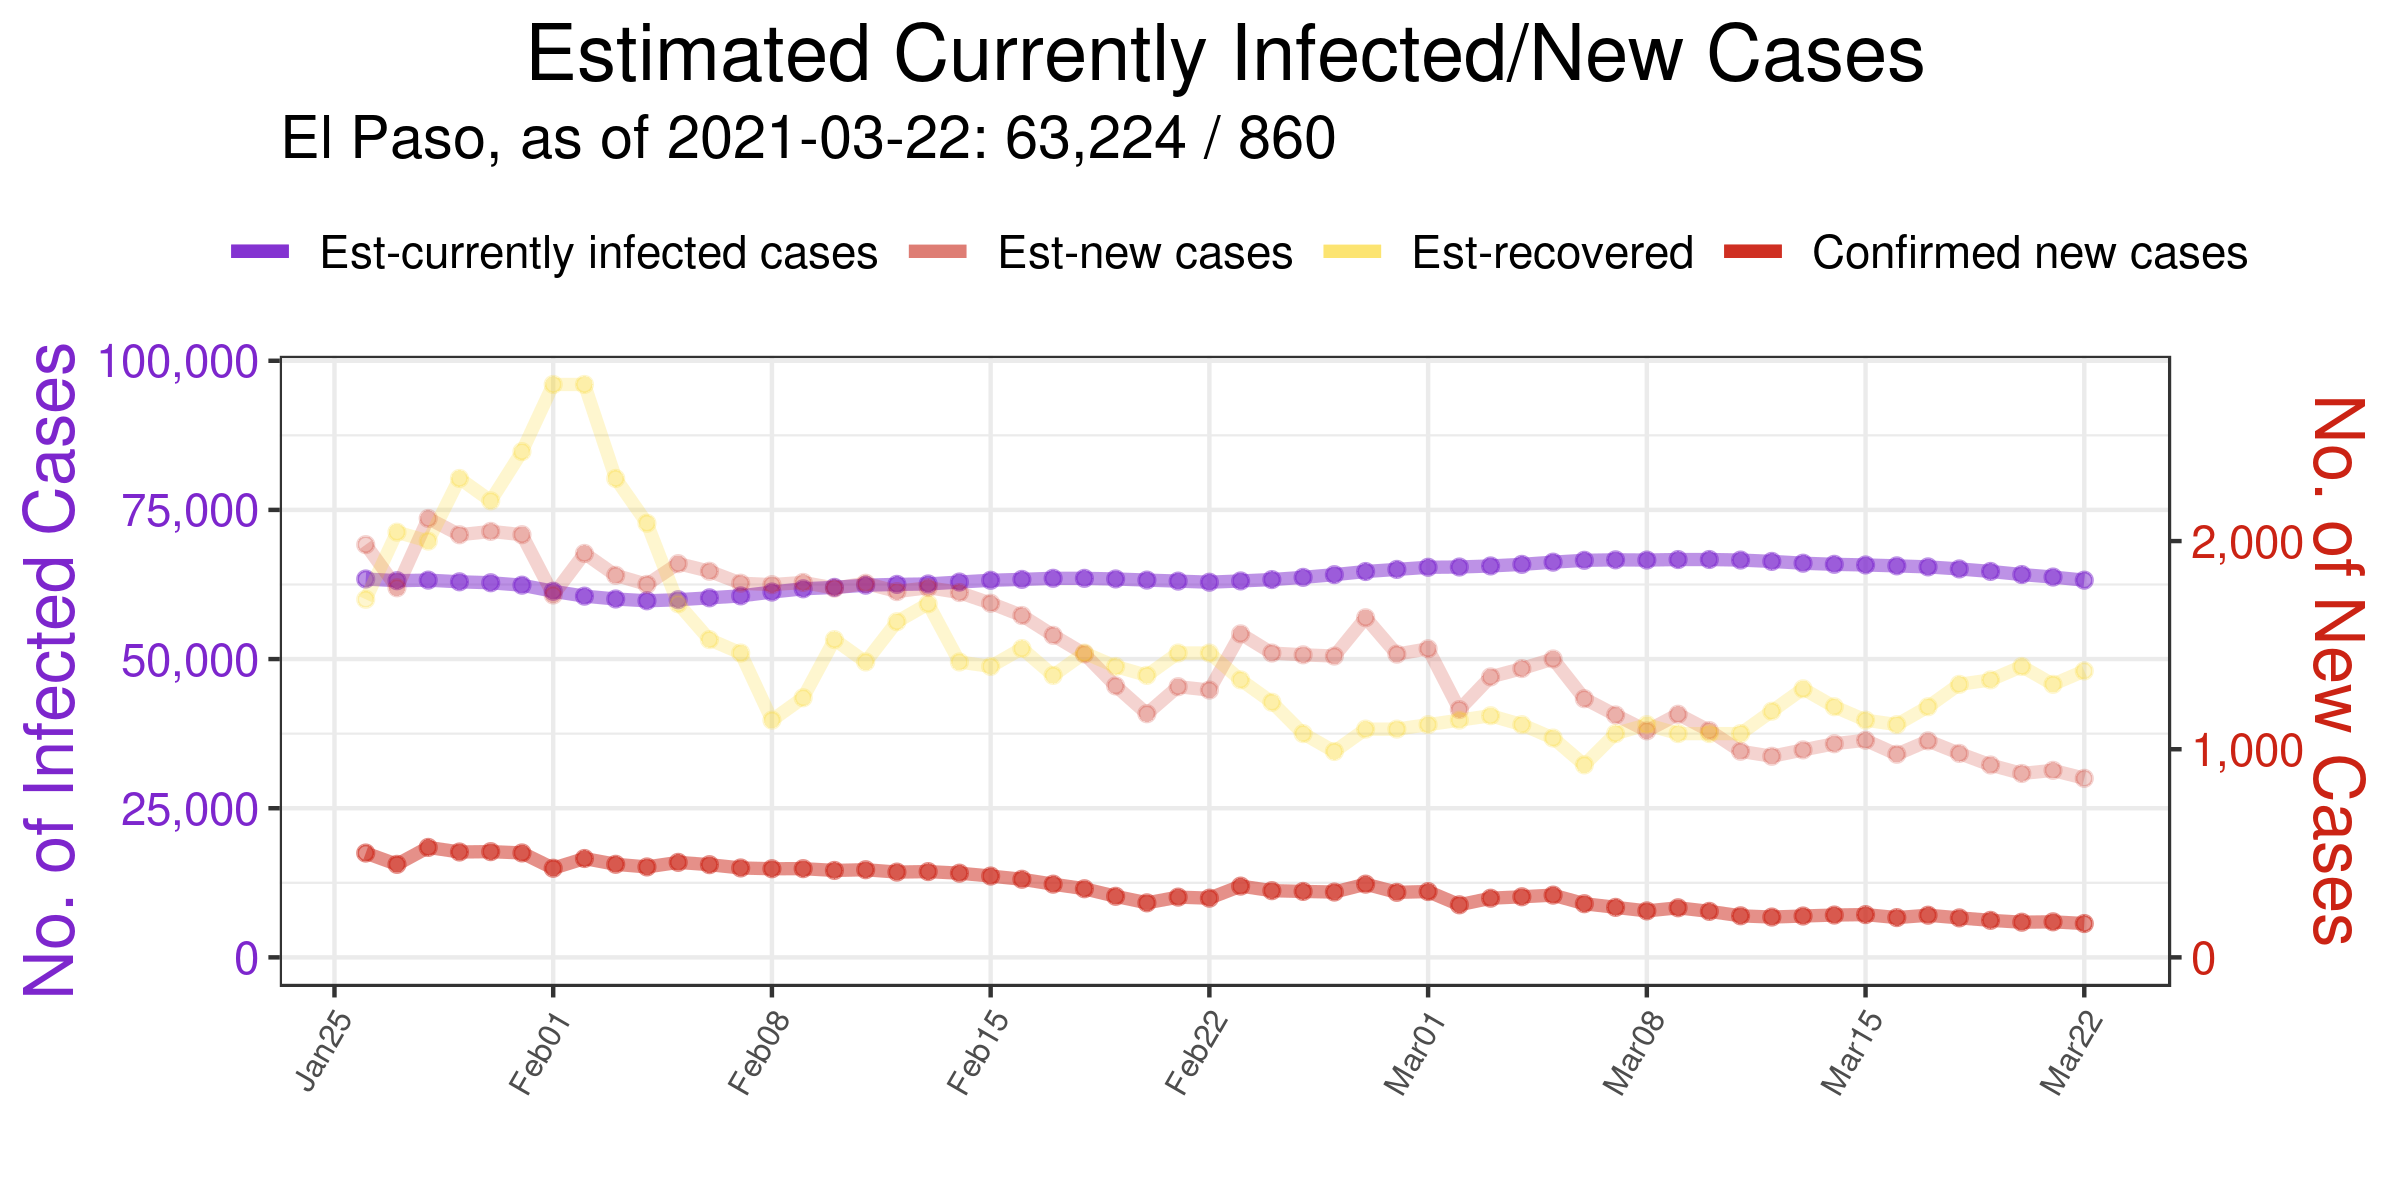 Estimated Currently Infected/New Cases
El Paso, as of 2021-03-22: 63,224 / 860
Est-currently infected cases Est-new cases Est-recovered Confirmed new cases
No. of Infected Cases
100,000
75,000
50,000
25,000
0
2,000
1,000
0
No. of New Cases
Jan25 Feb01 Feb08 Feb15 Feb22 Mar01 Mar08 Mar15 Mar22